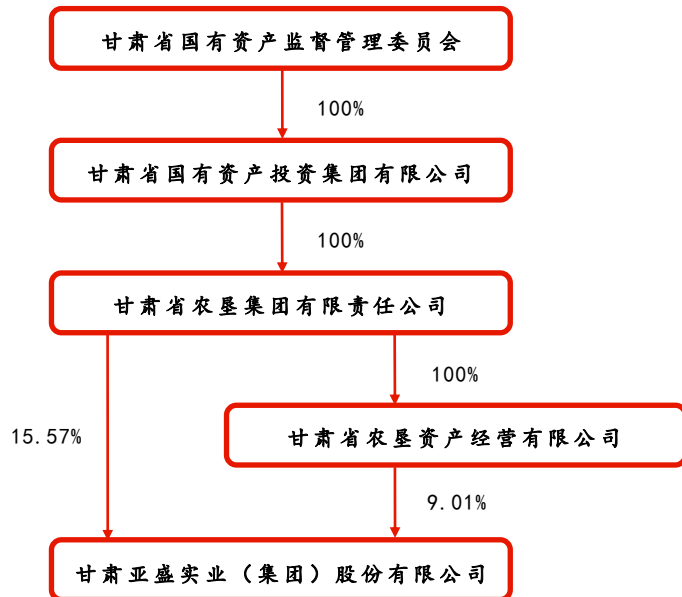 甘肃省国有资产监督管理委员会
100%
甘肃省国有资产投资集团有限公司
100%
甘肃省农垦集团有限责任公司
100%
15.57%
甘肃省农垦资产经营有限公司
9.01%
甘肃亚盛实业（集团）股份有限公司